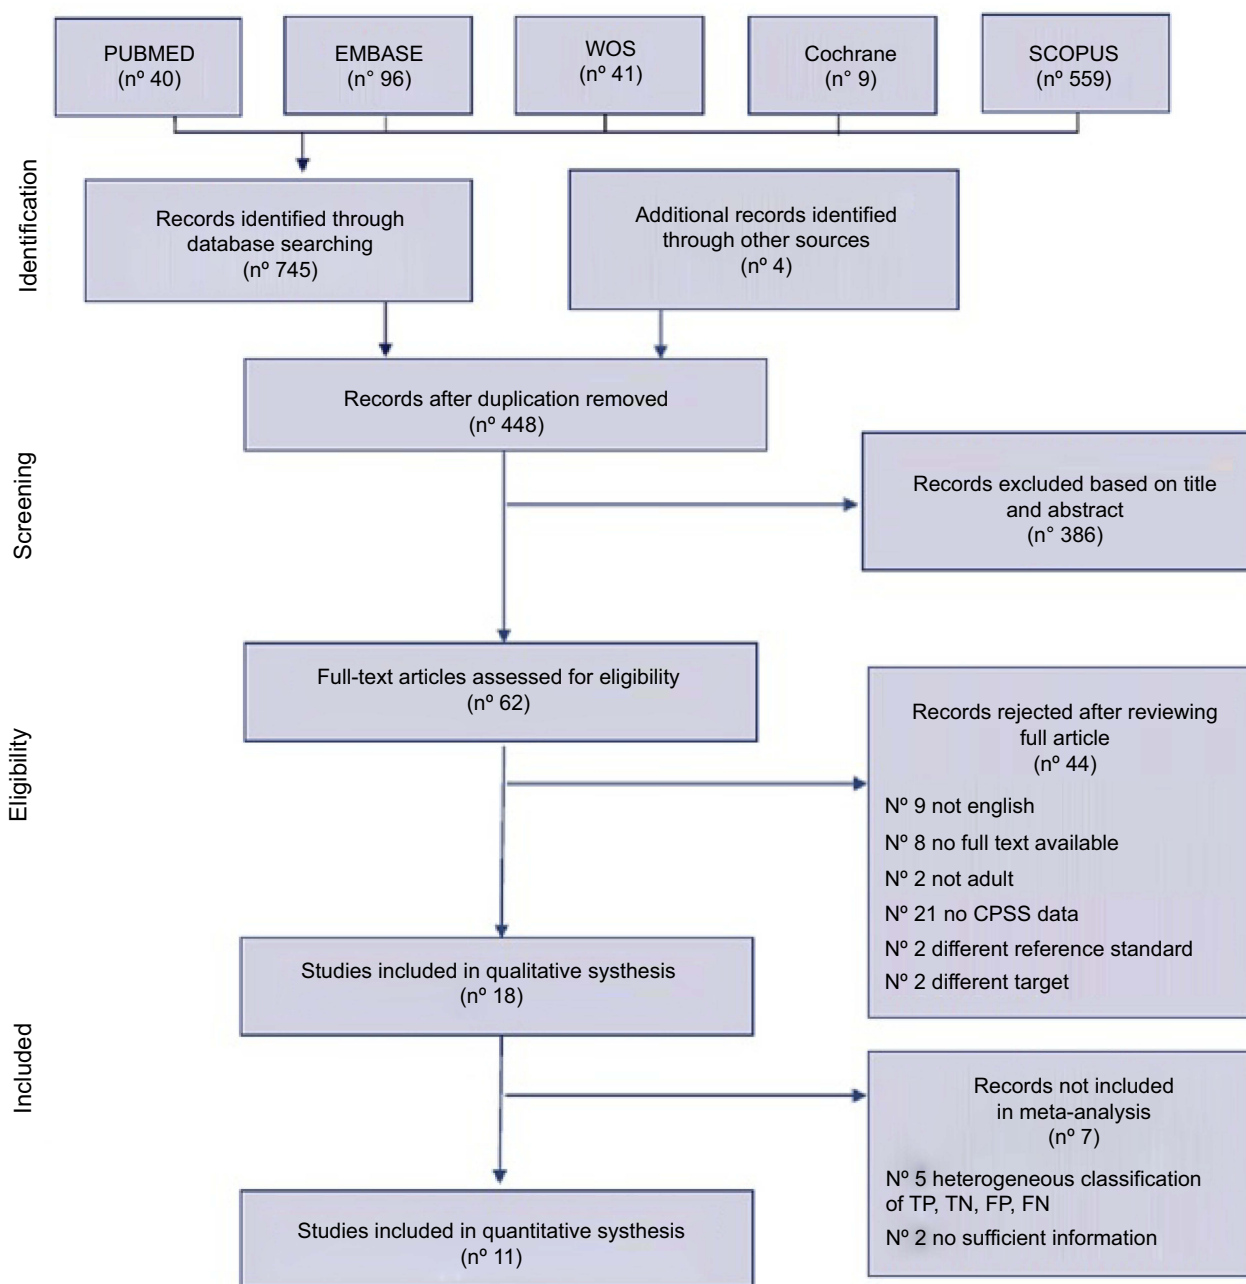 PUBMED
(nº 40)
EMBASE
(n° 96)
WOS
(nº 41)
Cochrane
(n° 9)
SCOPUS
(nº 559)
Identification
Records identified through
database searching
(nº 745)
Additional records identified
through other sources
(nº 4)
Records after duplication removed
(nº 448)
Screening
Records excluded based on title
and abstract
(n° 386)
Full-text articles assessed for eligibility
(nº 62)
Eligibility
Records rejected after reviewing
full article
(nº 44)
Nº 9 not english
Nº 8 no full text available
Nº 2 not adult
Nº 21 no CPSS data
Nº 2 different reference standard
Nº 2 different target
Studies included in qualitative systhesis
(nº 18)
Included
Records not included
in meta-analysis
(nº 7)
Nº 5 heterogeneous classification
of TP, TN, FP, FN
Nº 2 no sufficient information
Studies included in quantitative systhesis
(nº 11)